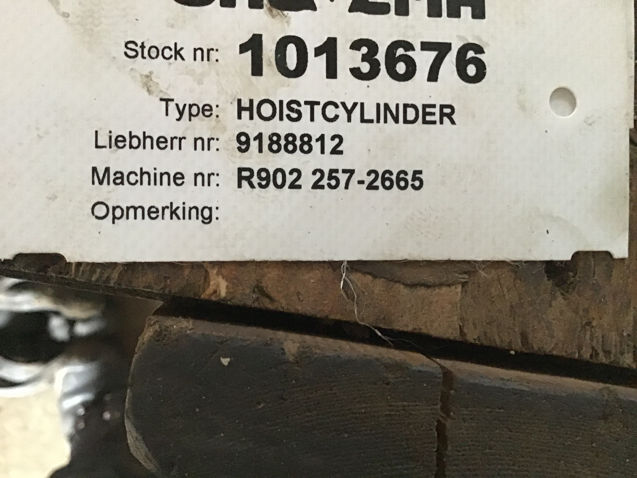 Stock nr: 1013676
Type: HOISTCYLINDER
Liebherr nr: 9188812
Machine nr: R902 257-2665
Opmerking: